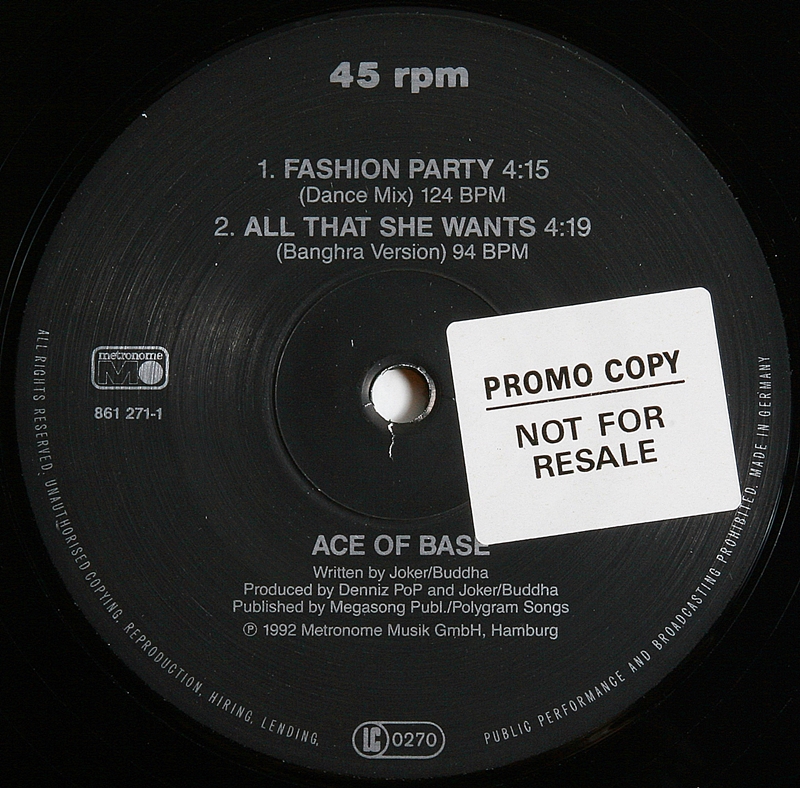 45 rpm
1. FASHION PARTY 4:15
(Dance Mix) 124 BPM
2. ALL THAT SHE WANTS 4:19
(Banghra Version) 94 BPM
metronome
MO
861 271-1
PROMO COPY
NOT FOR
RESALE
ACE OF BASE
Written by Joker/Buddha
Produced by Denniz PoP and Joker/Buddha
Published by Megasong Publ./Polygram Songs
℗ 1992 Metronome Musik GmbH, Hamburg
ALL RIGHTS RESERVED; UNAUTHORISED COPYING, REPRODUCTION, HIRING, LENDING,
LC 0270
PUBLIC PERFORMANCE AND BROADCASTING PROHIBITED. MADE IN GERMANY